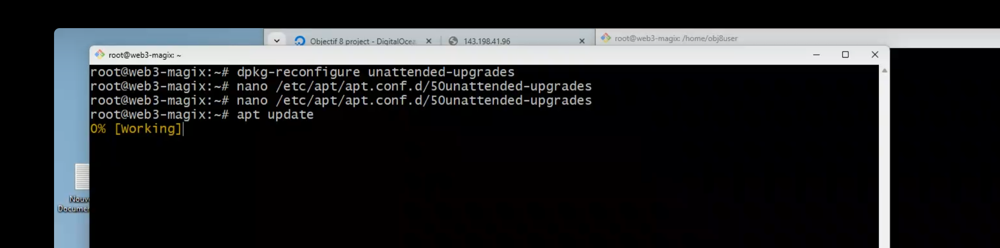 Objectif 8 project - DigitalOcea
143.198.41.96
root@web3-magix: /home/obj8user
root@web3-magix: ~
root@web3-magix:~# dpkg-reconfigure unattended-upgrades
root@web3-magix:~# nano /etc/apt/apt.conf.d/50unattended-upgrades
root@web3-magix:~# nano /etc/apt/apt.conf.d/50unattended-upgrades
root@web3-magix:~# apt update
0% [Working]
Nouv
Docume